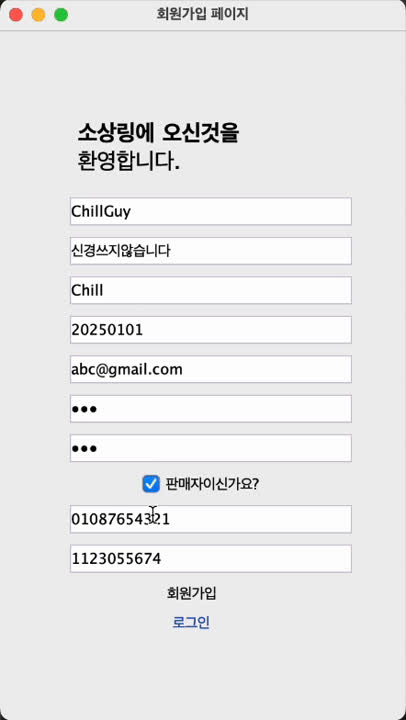 회원가입 페이지
소상링에 오신것을
환영합니다.
ChillGuy
신경쓰지않습니다
Chill
20250101
abc@gmail.com
●●●
●●●
판매자이신가요?
01087654321
1123055674
회원가입
로그인